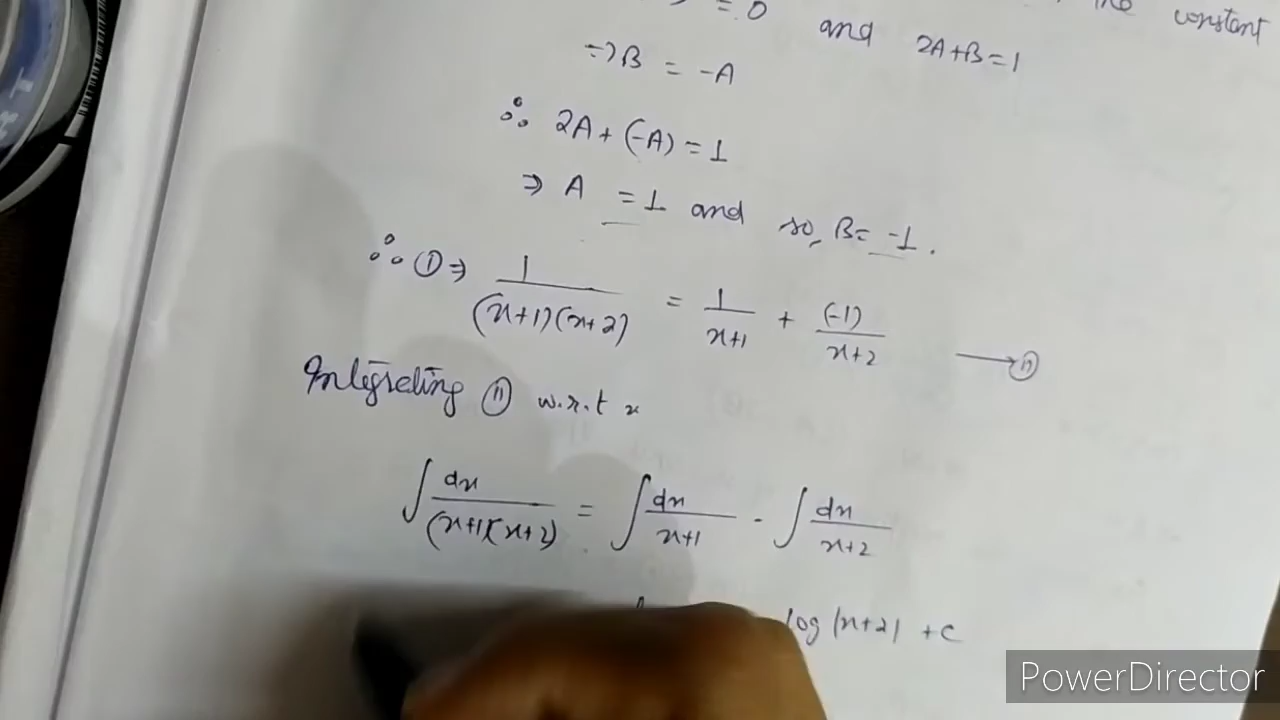 = 0 and 2A+B=1 the constant
⇒B = -A
∴ 2A+(-A)=1
⇒ A =1 and so, B= -1.
∴ ① ⇒ 1/((x+1)(x+2)) = 1/(x+1) + (-1)/(x+2) ⟶ ⑪
Integrating ⑪ w.r.t x
∫dx/((x+1)(x+2)) = ∫dx/(x+1) - ∫dx/(x+2)
log|x+2| +c
PowerDirector